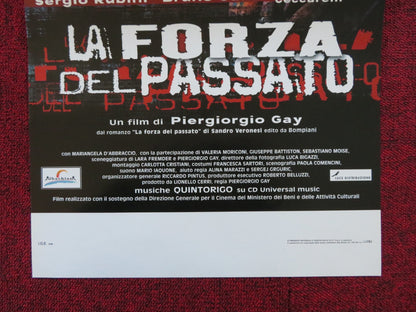 Sergio Rubini Bruno
LA FORZA
DEL PASSATO
Un film di Piergiorgio Gay
dal romanzo "La forza del passato" di Sandro Veronesi edito da Bompiani
con MARIANGELA D'ABBRACCIO, con la partecipazione di VALERIA MORICONI, GIUSEPPE BATTISTON, SEBASTIANO MOISE,
sceneggiatura di LARA FREMDER e PIERGIORGIO GAY, direttore della fotografia LUCA BIGAZZI,
montaggio CARLOTTA CRISTIANI, costumi FRANCESCA SARTORI, scenografia PAOLA COMENCINI,
suono MARIO IAQUONE, aiuto regia ALINA MARAZZI e SERGEJ GRGURIC,
organizzatore generale RICCARDO PINTUS, produttore esecutivo ROBERTO BELLUZZI,
prodotto da LIONELLO CERRI, regia PIERGIORGIO GAY
musiche QUINTORIGO su CD Universal music
Film realizzato con il sostegno della Direzione Generale per il Cinema del Ministero dei Beni e delle Attività Culturali
Albachiara
LUCE DISTRIBUZIONE